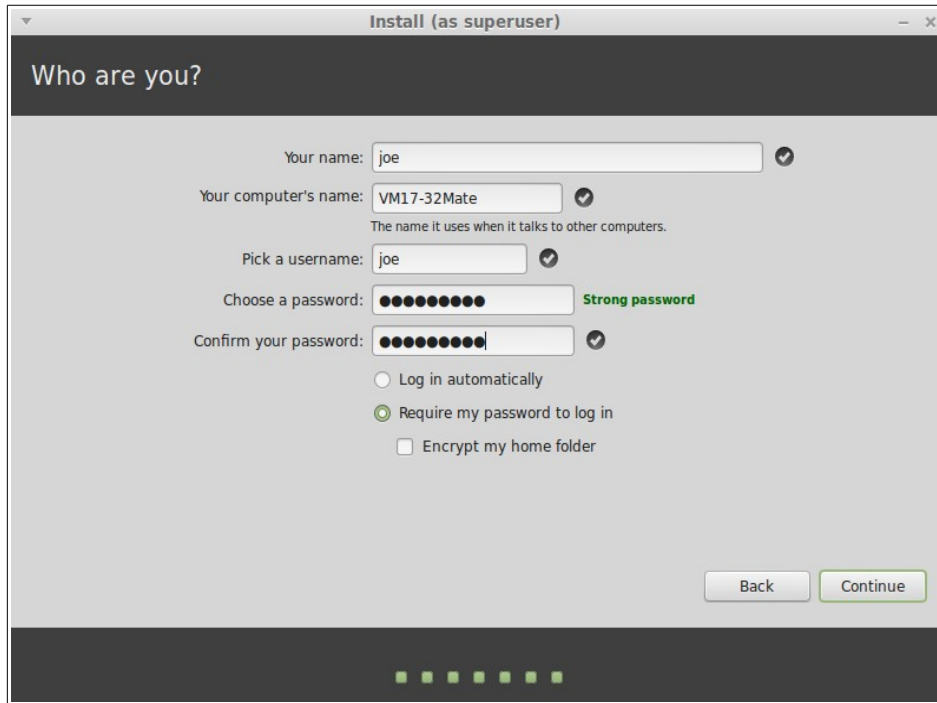 Install (as superuser)
Who are you?
Your name: joe
Your computer's name: VM17-32Mate
The name it uses when it talks to other computers.
Pick a username: joe
Choose a password: ●●●●●●●●● Strong password
Confirm your password: ●●●●●●●●●
Log in automatically
Require my password to log in
Encrypt my home folder
Back Continue